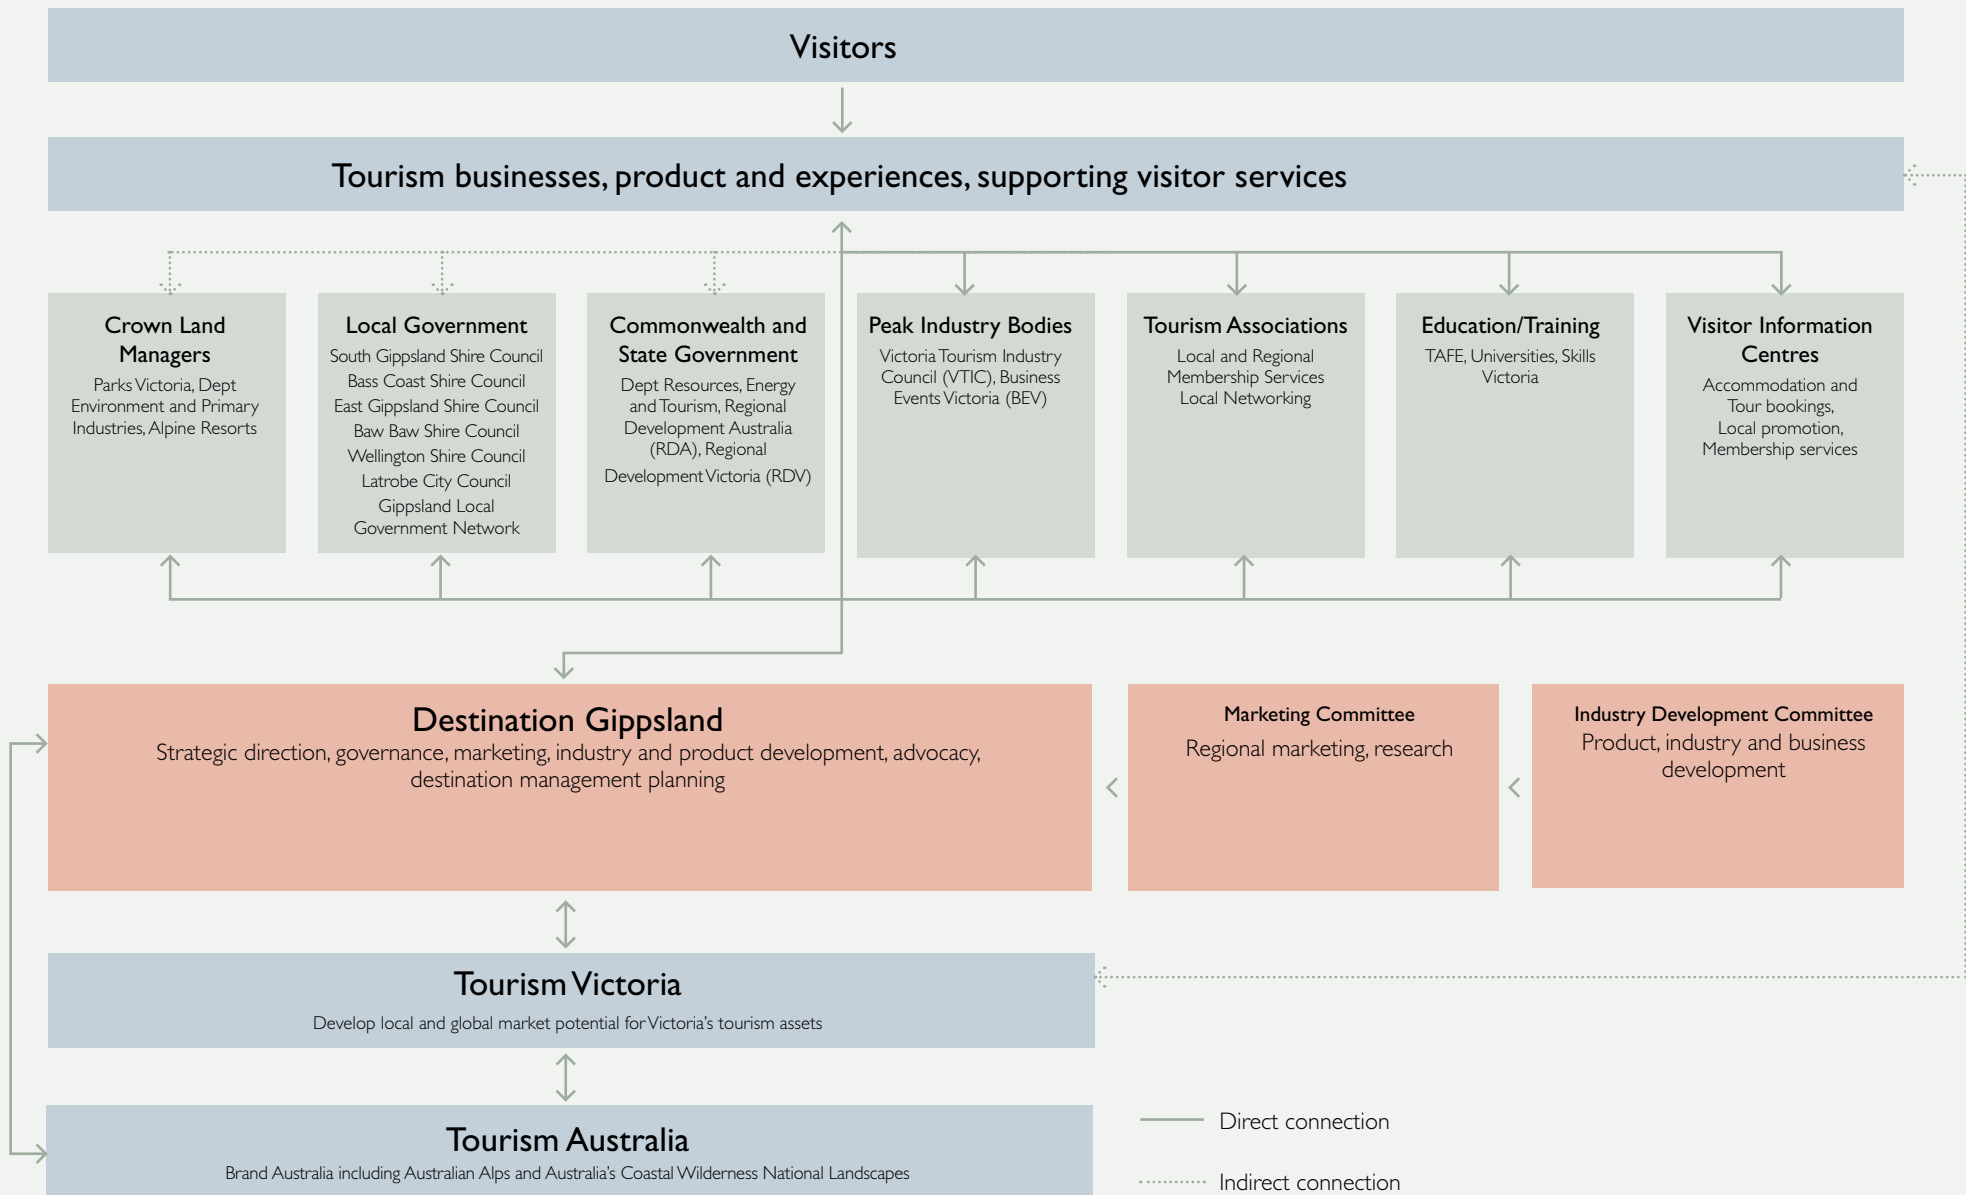 Visitors
Tourism businesses, product and experiences, supporting visitor services
Crown Land
Managers
Parks Victoria, Dept
Environment and Primary
Industries, Alpine Resorts
Local Government
South Gippsland Shire Council
Bass Coast Shire Council
East Gippsland Shire Council
Baw Baw Shire Council
Wellington Shire Council
Latrobe City Council
Gippsland Local
Government Network
Commonwealth and
State Government
Dept Resources, Energy
and Tourism, Regional
Development Australia
(RDA), Regional
Development Victoria (RDV)
Peak Industry Bodies
Victoria Tourism Industry
Council (VTIC), Business
Events Victoria (BEV)
Tourism Associations
Local and Regional
Membership Services
Local Networking
Education/Training
TAFE, Universities, Skills
Victoria
Visitor Information
Centres
Accommodation and
Tour bookings,
Local promotion,
Membership services
Destination Gippsland
Strategic direction, governance, marketing, industry and product development, advocacy,
destination management planning
Marketing Committee
Regional marketing, research
Industry Development Committee
Product, industry and business
development
Tourism Victoria
Develop local and global market potential for Victoria's tourism assets
Tourism Australia
Brand Australia including Australian Alps and Australia's Coastal Wilderness National Landscapes
Direct connection
Indirect connection